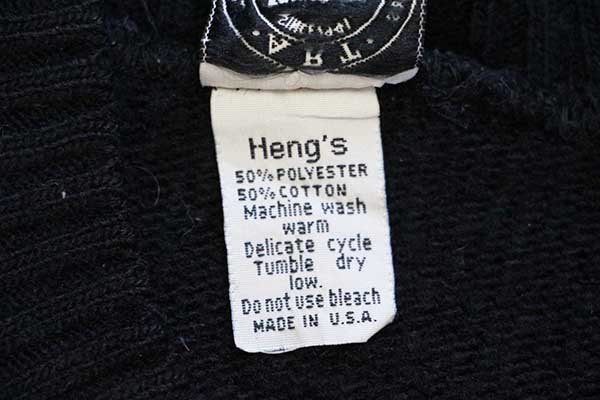 ART
Heng's
50% POLYESTER
50% COTTON
Machine wash
warm
Delicate cycle
Tumble dry
low.
Do not use bleach
MADE IN U.S.A.